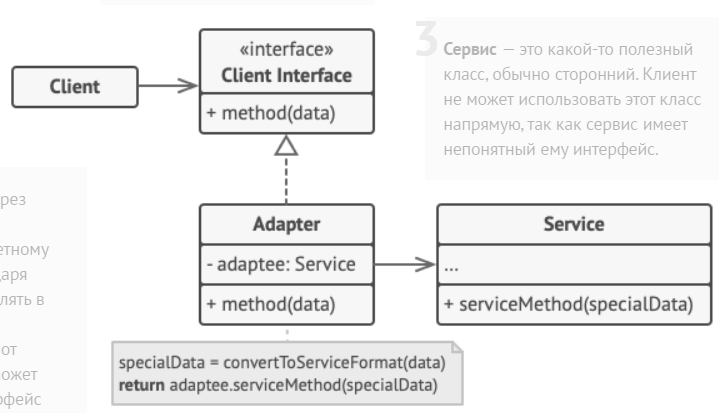 «interface»
Client Interface
+ method(data)
Client
3
Сервис — это какой-то полезный
класс, обычно сторонний. Клиент
не может использовать этот класс
напрямую, так как сервис имеет
непонятный ему интерфейс.
Adapter
- adaptee: Service
+ method(data)
Service
...
+ serviceMethod(specialData)
specialData = convertToServiceFormat(data)
return adaptee.serviceMethod(specialData)
рез
етному
даря
лять в
от
ожет
фейс